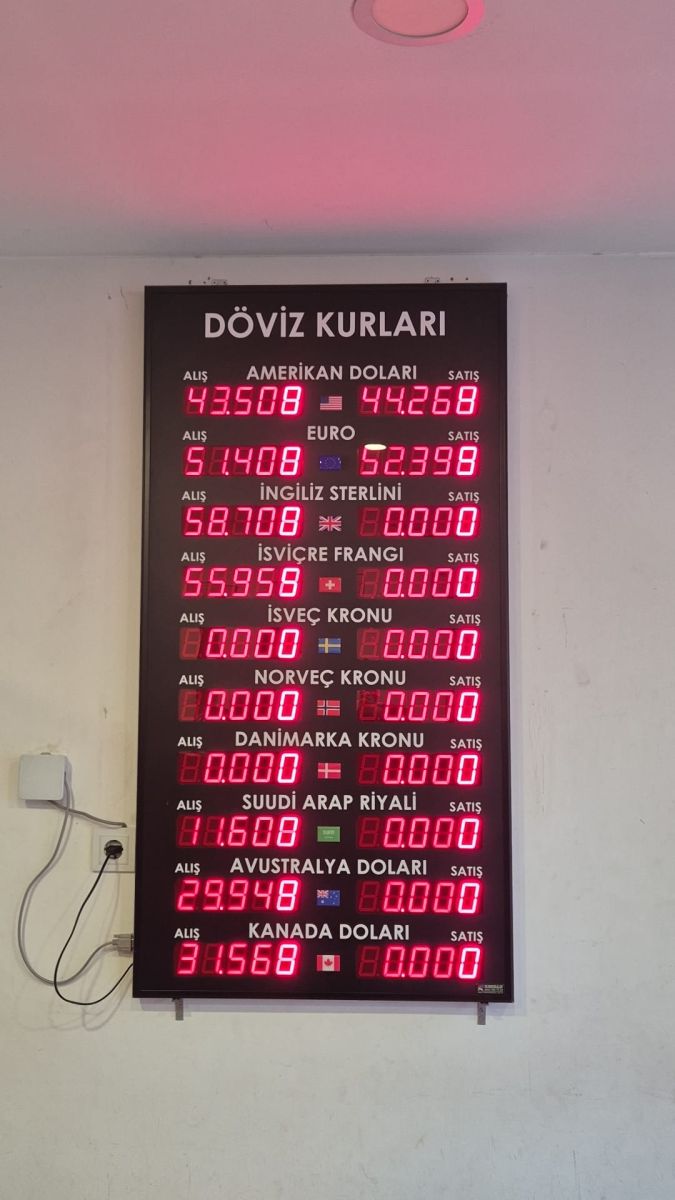 DÖVİZ KURLARI
ALIŞ AMERİKAN DOLARI SATIŞ
43.508 44.268
ALIŞ EURO SATIŞ
51.408 52.398
ALIŞ İNGİLİZ STERLİNİ SATIŞ
58.708 0.000
ALIŞ İSVİÇRE FRANGI SATIŞ
55.958 0.000
ALIŞ İSVEÇ KRONU SATIŞ
0.000 0.000
ALIŞ NORVEÇ KRONU SATIŞ
0.000 0.000
ALIŞ DANİMARKA KRONU SATIŞ
0.000 0.000
ALIŞ SUUDİ ARAP RİYALİ SATIŞ
11.608 0.000
ALIŞ AVUSTRALYA DOLARI SATIŞ
29.948 0.000
ALIŞ KANADA DOLARI SATIŞ
31.568 0.000